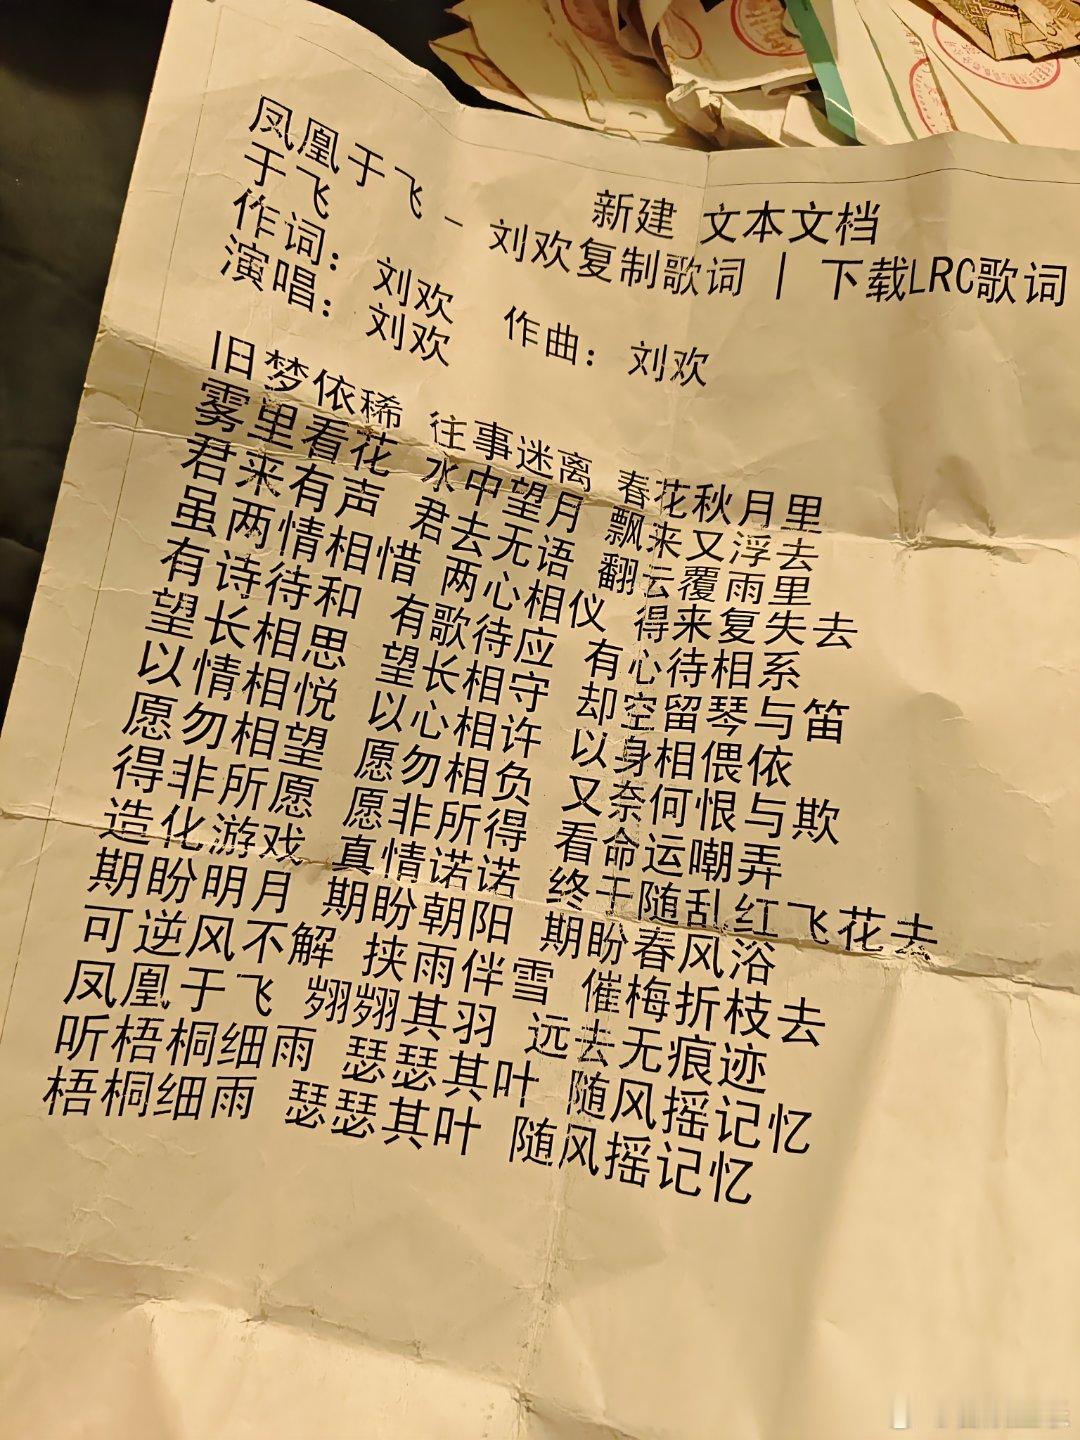 新建 文本文档
凤凰于飞 - 刘欢复制歌词 | 下载LRC歌词
于飞
作词: 刘欢 作曲: 刘欢
演唱: 刘欢
旧梦依稀 往事迷离 春花秋月里
雾里看花 水中望月 飘来又浮去
君来有声 君去无语 翻云覆雨里
虽两情相惜 两心相仪 得来复失去
有诗待和 有歌待应 有心待相系
望长相思 望长相守 却空留琴与笛
以情相悦 以心相许 以身相偎依
愿勿相望 愿勿相负 又奈何恨与欺
得非所愿 愿非所得 看命运嘲弄
造化游戏 真情诺诺 终于随乱红飞花去
期盼明月 期盼朝阳 期盼春风浴
可逆风不解 挟雨伴雪 催梅折枝去
凤凰于飞 翙翙其羽 远去无痕迹
听梧桐细雨 瑟瑟其叶 随风摇记忆
梧桐细雨 瑟瑟其叶 随风摇记忆